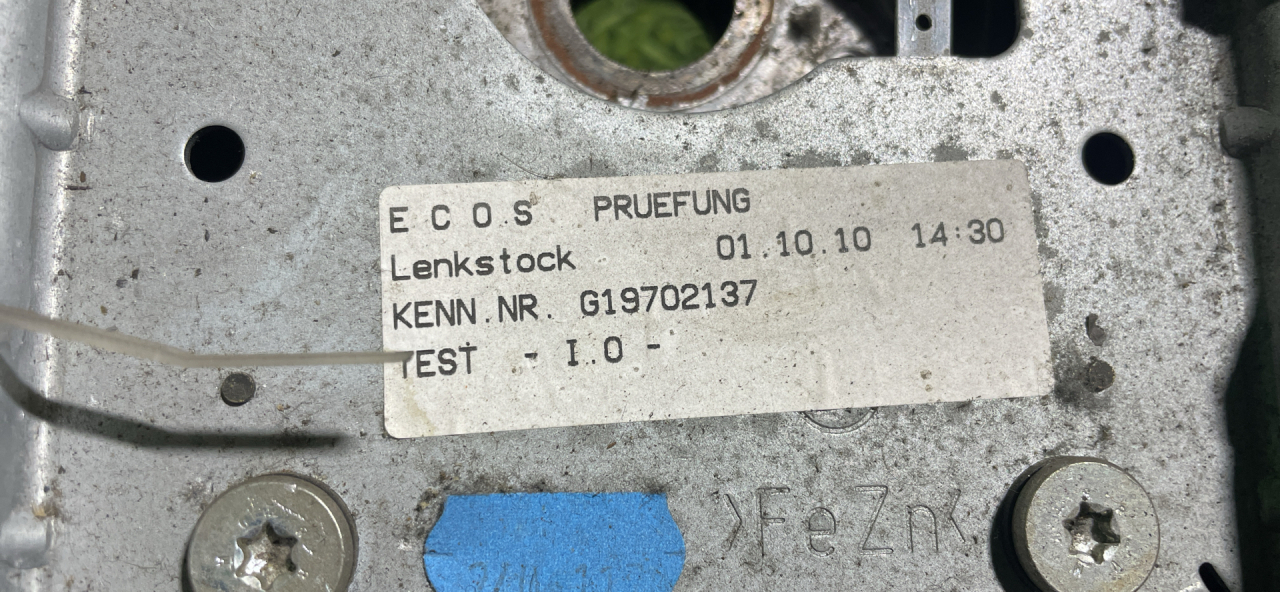 E C O S PRUEFUNG
Lenkstock 01.10.10 14:30
KENN.NR. G19702137
TEST - I.O -
>FeZn<